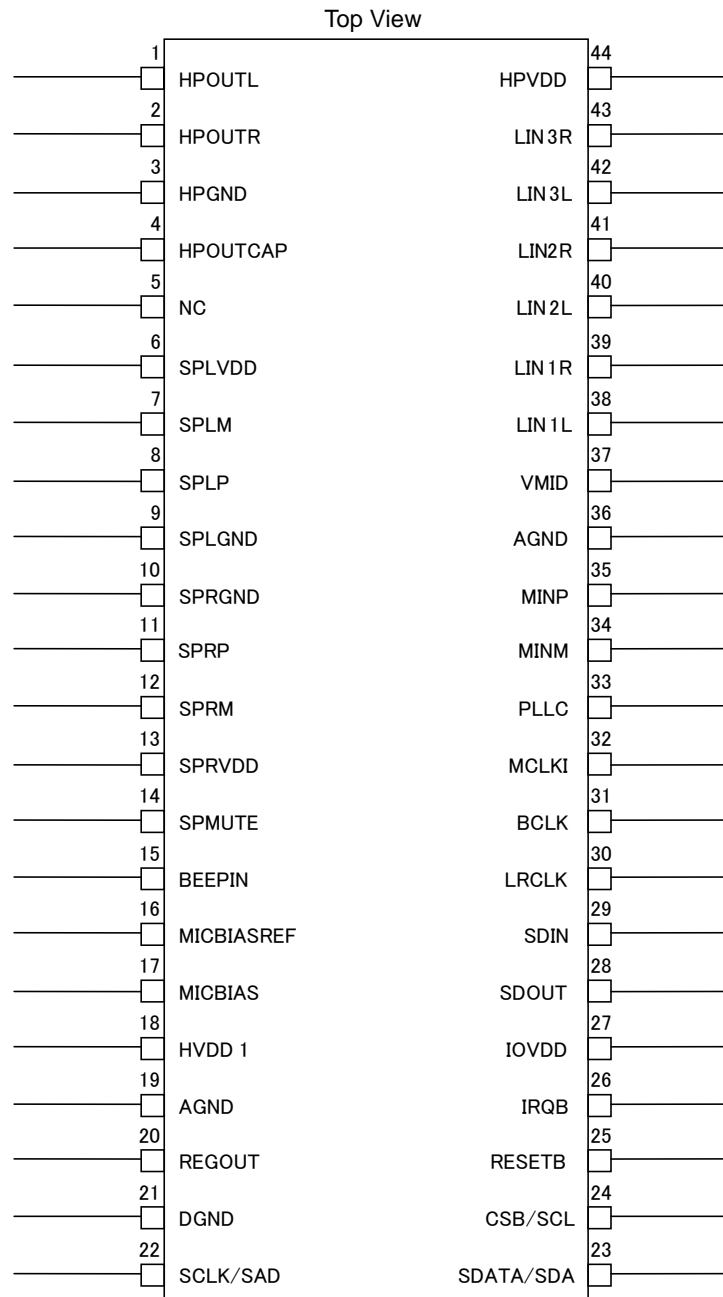 Top View
1 HPOUTL HPVDD 44
2 HPOUTR LIN3R 43
3 HPGND LIN3L 42
4 HPOUTCAP LIN2R 41
5 NC LIN2L 40
6 SPLVDD LIN1R 39
7 SPLM LIN1L 38
8 SPLP VMID 37
9 SPLGND AGND 36
10 SPRGND MINP 35
11 SPRP MINM 34
12 SPRM PLLC 33
13 SPRVDD MCLKI 32
14 SPMUTE BCLK 31
15 BEEPIN LRCLK 30
16 MICBIASREF SDIN 29
17 MICBIAS SDOUT 28
18 HVDD 1 IOVDD 27
19 AGND IRQB 26
20 REGOUT RESETB 25
21 DGND CSB/SCL 24
22 SCLK/SAD SDATA/SDA 23